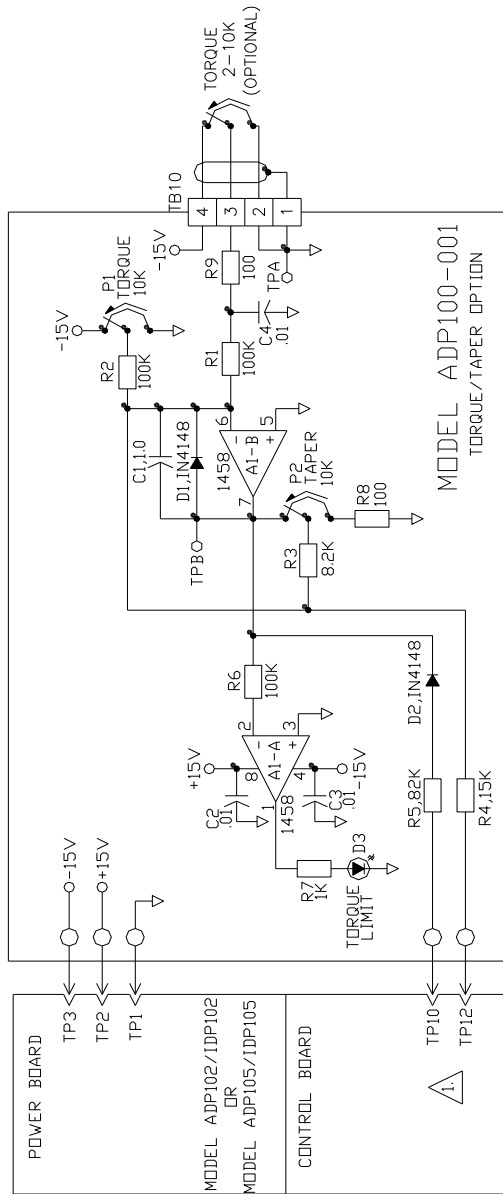 POWER BOARD
TP3
TP2
TP1
-15V
+15V
MODEL ADP102/IDP102
OR
MODEL ADP105/IDP105
CONTROL BOARD
TP10
TP12
1.
R5,82K
R4,15K
D2,IN4148
+15V
C2
.01
8
2
3
4
1
A1-A
1458
C3
.01
-15V
R7
1K
D3
TORQUE
LIMIT
R6
100K
TPB
C1,1.0
D1,IN4148
1458
7
6
5
A1-B
P2
TAPER
10K
R3
8.2K
R8
100
-15V
P1
TORQUE
10K
R2
100K
R1
100K
C4
.01
R9
100
TPA
-15V
TB10
4
3
2
1
TORQUE
2-10K
(OPTIONAL)
MODEL ADP100-001
TORQUE/TAPER OPTION